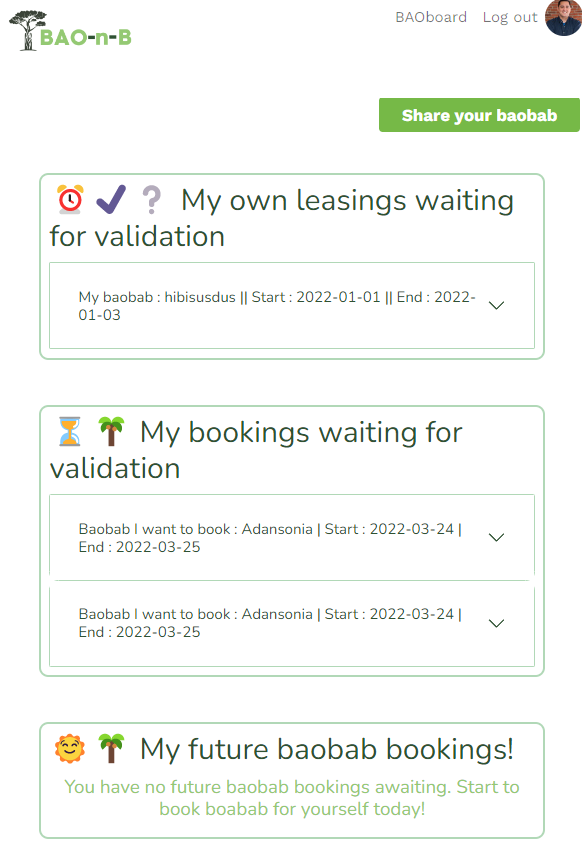 BAO-n-B
BAOboard Log out
Share your baobab
My own leasings waiting
for validation
My baobab : hibisusdus || Start : 2022-01-01 || End : 2022-
01-03
My bookings waiting for
validation
Baobab I want to book : Adansonia | Start : 2022-03-24 |
End : 2022-03-25
Baobab I want to book : Adansonia | Start : 2022-03-24 |
End : 2022-03-25
My future baobab bookings!
You have no future baobab bookings awaiting. Start to
book boabab for yourself today!